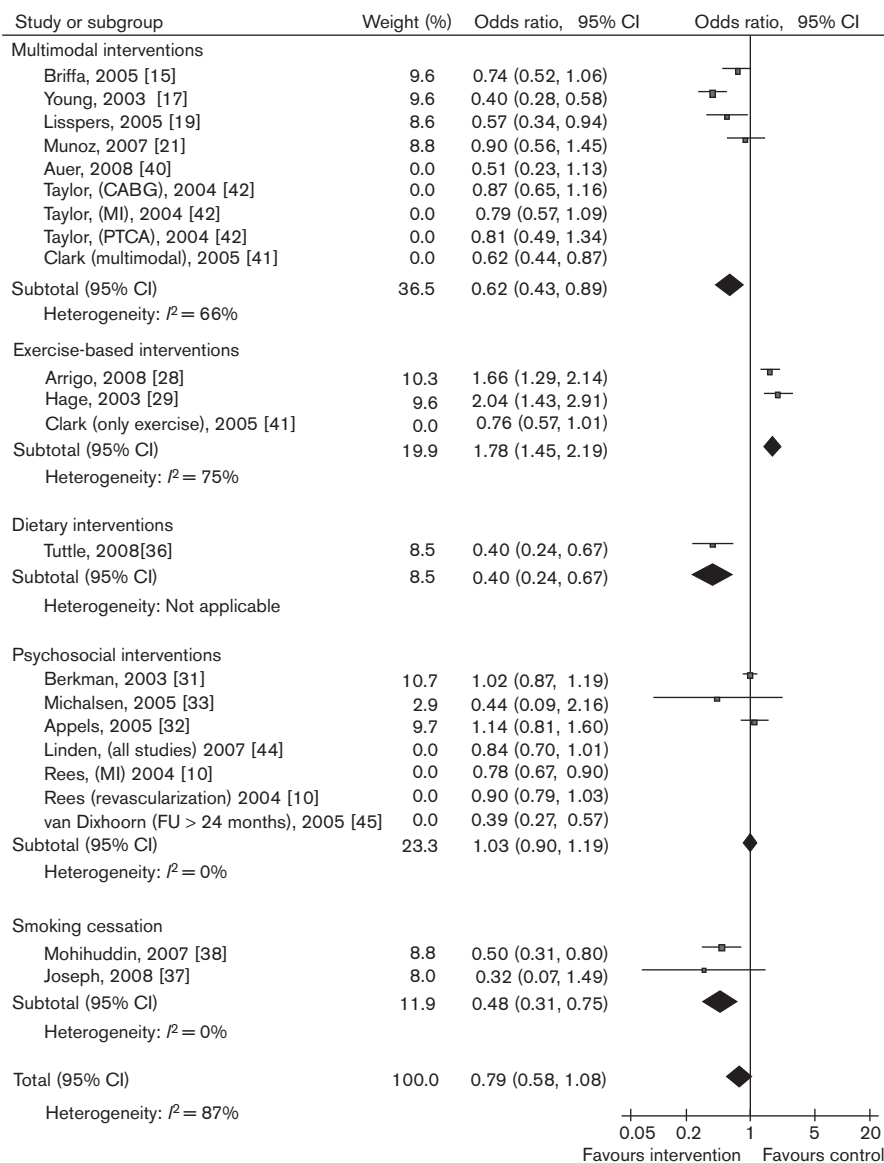 Study or subgroup Weight (%) Odds ratio, 95% CI Odds ratio, 95% CI
Multimodal interventions
Briffa, 2005 [15] 9.6 0.74 (0.52, 1.06)
Young, 2003 [17] 9.6 0.40 (0.28, 0.58)
Lisspers, 2005 [19] 8.6 0.57 (0.34, 0.94)
Munoz, 2007 [21] 8.8 0.90 (0.56, 1.45)
Auer, 2008 [40] 0.0 0.51 (0.23, 1.13)
Taylor, (CABG), 2004 [42] 0.0 0.87 (0.65, 1.16)
Taylor, (MI), 2004 [42] 0.0 0.79 (0.57, 1.09)
Taylor, (PTCA), 2004 [42] 0.0 0.81 (0.49, 1.34)
Clark (multimodal), 2005 [41] 0.0 0.62 (0.44, 0.87)
Subtotal (95% CI) 36.5 0.62 (0.43, 0.89)
Heterogeneity: I² = 66%
Exercise-based interventions
Arrigo, 2008 [28] 10.3 1.66 (1.29, 2.14)
Hage, 2003 [29] 9.6 2.04 (1.43, 2.91)
Clark (only exercise), 2005 [41] 0.0 0.76 (0.57, 1.01)
Subtotal (95% CI) 19.9 1.78 (1.45, 2.19)
Heterogeneity: I² = 75%
Dietary interventions
Tuttle, 2008[36] 8.5 0.40 (0.24, 0.67)
Subtotal (95% CI) 8.5 0.40 (0.24, 0.67)
Heterogeneity: Not applicable
Psychosocial interventions
Berkman, 2003 [31] 10.7 1.02 (0.87, 1.19)
Michalsen, 2005 [33] 2.9 0.44 (0.09, 2.16)
Appels, 2005 [32] 9.7 1.14 (0.81, 1.60)
Linden, (all studies) 2007 [44] 0.0 0.84 (0.70, 1.01)
Rees, (MI) 2004 [10] 0.0 0.78 (0.67, 0.90)
Rees (revascularization) 2004 [10] 0.0 0.90 (0.79, 1.03)
van Dixhoorn (FU > 24 months), 2005 [45] 0.0 0.39 (0.27, 0.57)
Subtotal (95% CI) 23.3 1.03 (0.90, 1.19)
Heterogeneity: I² = 0%
Smoking cessation
Mohihuddin, 2007 [38] 8.8 0.50 (0.31, 0.80)
Joseph, 2008 [37] 8.0 0.32 (0.07, 1.49)
Subtotal (95% CI) 11.9 0.48 (0.31, 0.75)
Heterogeneity: I² = 0%
Total (95% CI) 100.0 0.79 (0.58, 1.08)
Heterogeneity: I² = 87%
0.05 0.2 1 5 20
Favours intervention Favours control